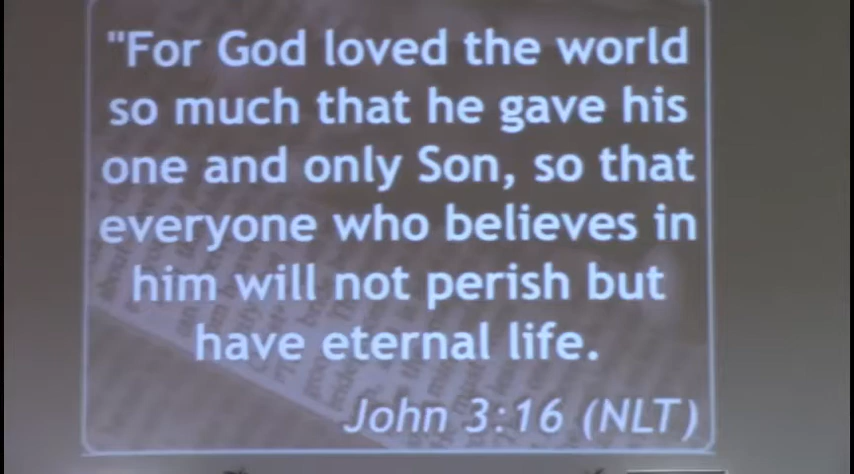 "For God loved the world
so much that he gave his
one and only Son, so that
everyone who believes in
him will not perish but
have eternal life.
John 3:16 (NLT)